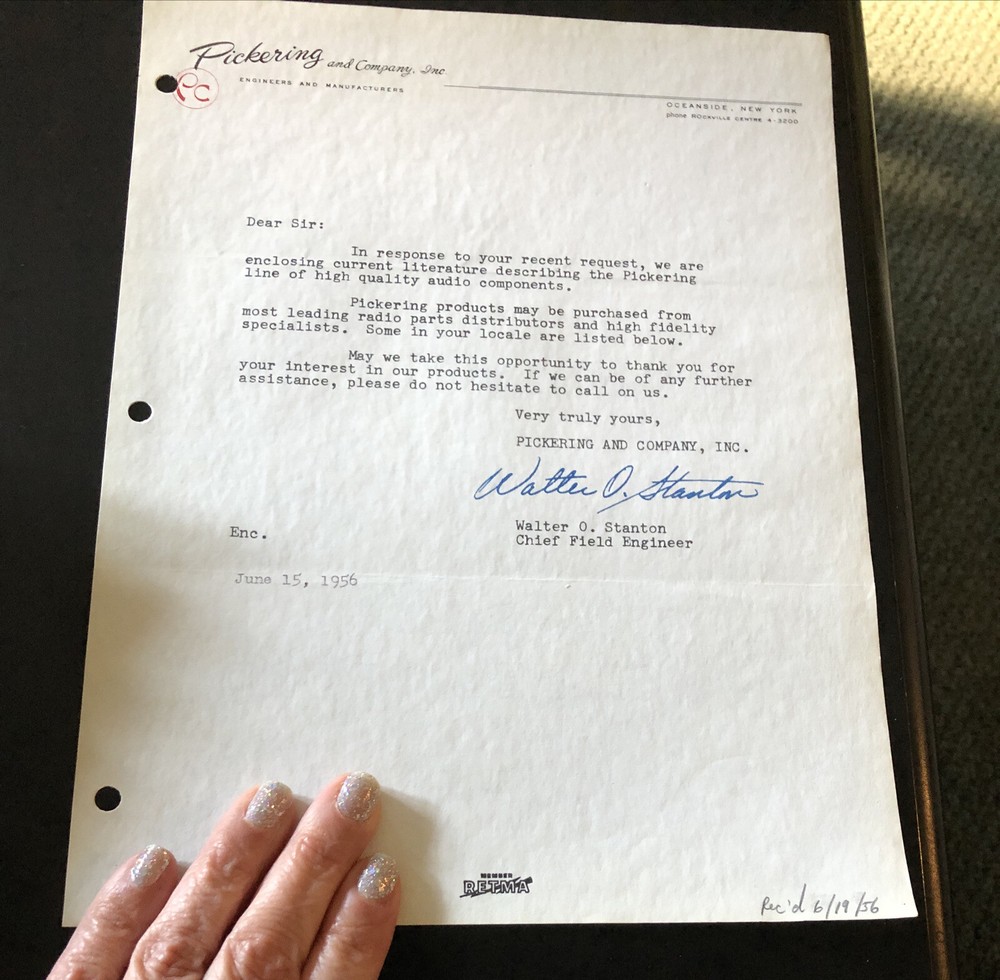 Pickering and Company, Inc.
PC
ENGINEERS AND MANUFACTURERS
OCEANSIDE, NEW YORK
phone ROCKVILLE CENTRE 4-3200
Dear Sir:
In response to your recent request, we are
enclosing current literature describing the Pickering
line of high quality audio components.
Pickering products may be purchased from
most leading radio parts distributors and high fidelity
specialists. Some in your locale are listed below.
May we take this opportunity to thank you for
your interest in our products. If we can be of any further
assistance, please do not hesitate to call on us.
Very truly yours,
PICKERING AND COMPANY, INC.
Walter O. Stanton
Walter O. Stanton
Chief Field Engineer
Enc.
June 15, 1956
MEMBER
RETMA
Rec'd 6/19/56